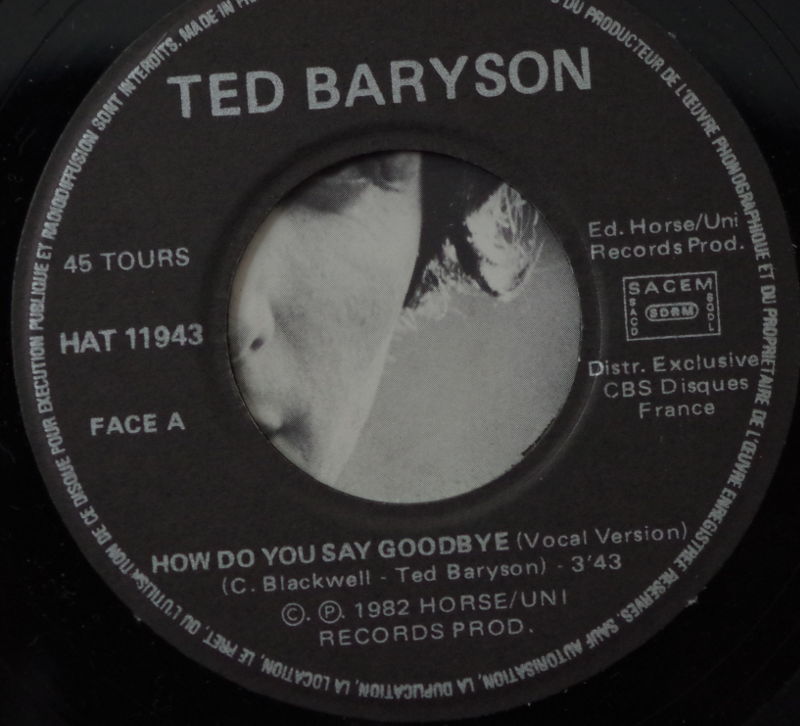 TED BARYSON
45 TOURS
HAT 11943
FACE A
Ed. Horse/Uni
Records Prod.
SACEM
SACD
SDRM
SGDL
Distr. Exclusive
CBS Disques
France
HOW DO YOU SAY GOODBYE (Vocal Version)
(C. Blackwell - Ted Baryson) - 3'43
©. ℗. 1982 HORSE/UNI
RECORDS PROD.
DU PRODUCTEUR DE L'ŒUVRE PHONOGRAPHIQUE ET DU PROPRIETAIRE DE L'ŒUVRE ENREGISTREE RESERVES. SAUF AUTORISATION, LA DUPLICATION, LA LOCATION, LE PRET, OU L'UTILISATION DE CE DISQUE POUR EXECUTION PUBLIQUE ET RADIODIFFUSION SONT INTERDITS. MADE IN